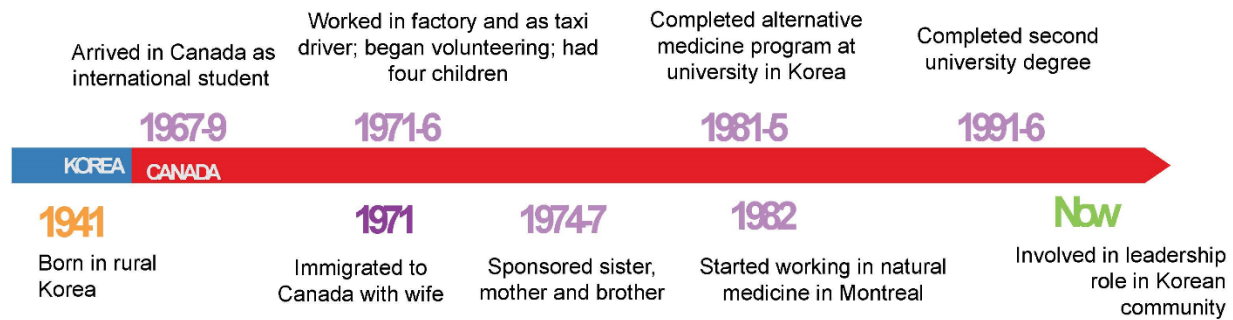 Arrived in Canada as
international student
1967-9
Worked in factory and as taxi
driver; began volunteering; had
four children
1971-6
Completed alternative
medicine program at
university in Korea
1981-5
Completed second
university degree
1991-6
KOREA
CANADA
1941
Born in rural
Korea
1971
Immigrated to
Canada with wife
1974-7
Sponsored sister,
mother and brother
1982
Started working in natural
medicine in Montreal
Now
Involved in leadership
role in Korean
community